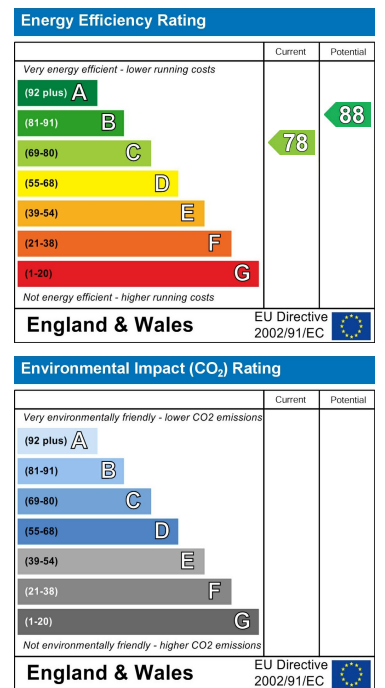 Energy Efficiency Rating
Current Potential
Very energy efficient - lower running costs
(92 plus) A
(81-91) B
(69-80) C
(55-68) D
(39-54) E
(21-38) F
(1-20) G
78
88
Not energy efficient - higher running costs
England & Wales
EU Directive
2002/91/EC
Environmental Impact (CO₂) Rating
Current Potential
Very environmentally friendly - lower CO2 emissions
(92 plus) A
(81-91) B
(69-80) C
(55-68) D
(39-54) E
(21-38) F
(1-20) G
Not environmentally friendly - higher CO2 emissions
England & Wales
EU Directive
2002/91/EC